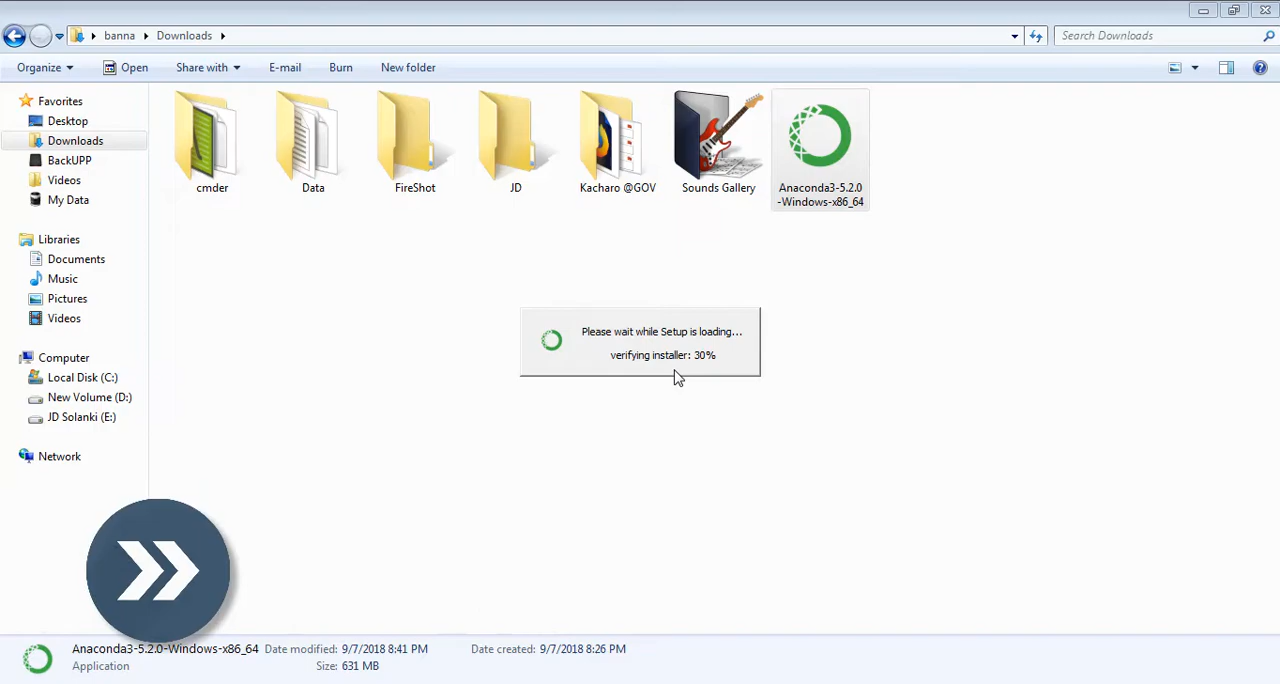 banna Downloads
Search Downloads
Organize Open Share with E-mail Burn New folder
Favorites
Desktop
Downloads
BackUPP
Videos
My Data
Libraries
Documents
Music
Pictures
Videos
Computer
Local Disk (C:)
New Volume (D:)
JD Solanki (E:)
Network
cmder
Data
FireShot
JD
Kacharo @GOV
Sounds Gallery
Anaconda3-5.2.0
-Windows-x86_64
Please wait while Setup is loading...
verifying installer: 30%
Anaconda3-5.2.0-Windows-x86_64 Date modified: 9/7/2018 8:41 PM Date created: 9/7/2018 8:26 PM
Application Size: 631 MB